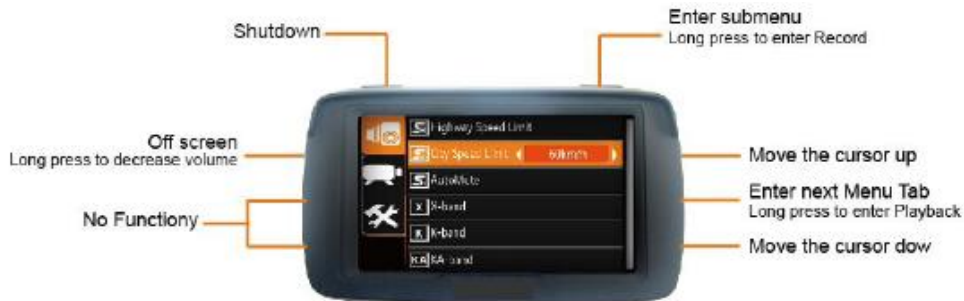 Shutdown
Enter submenu
Long press to enter Record
Off screen
Long press to decrease volume
No Functiony
Highway Speed Limit
City Speed Limit 60kmh
AutoMute
X X-band
K K-band
KA KA-band
Move the cursor up
Enter next Menu Tab
Long press to enter Playback
Move the cursor dow